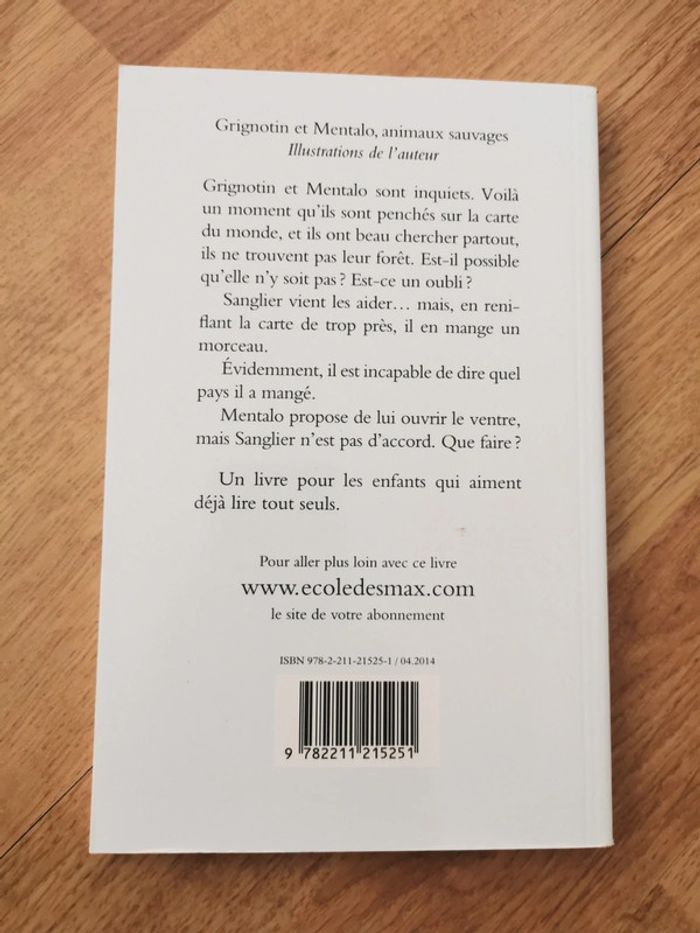 Grignotin et Mentalo, animaux sauvages
Illustrations de l'auteur
Grignotin et Mentalo sont inquiets. Voilà
un moment qu'ils sont penchés sur la carte
du monde, et ils ont beau chercher partout,
ils ne trouvent pas leur forêt. Est-il possible
qu'elle n'y soit pas ? Est-ce un oubli ?
Sanglier vient les aider... mais, en reni-
flant la carte de trop près, il en mange un
morceau.
Évidemment, il est incapable de dire quel
pays il a mangé.
Mentalo propose de lui ouvrir le ventre,
mais Sanglier n'est pas d'accord. Que faire ?
Un livre pour les enfants qui aiment
déjà lire tout seuls.
Pour aller plus loin avec ce livre
www.ecoledesmax.com
le site de votre abonnement
ISBN 978-2-211-21525-1 / 04.2014
9 782211 215251